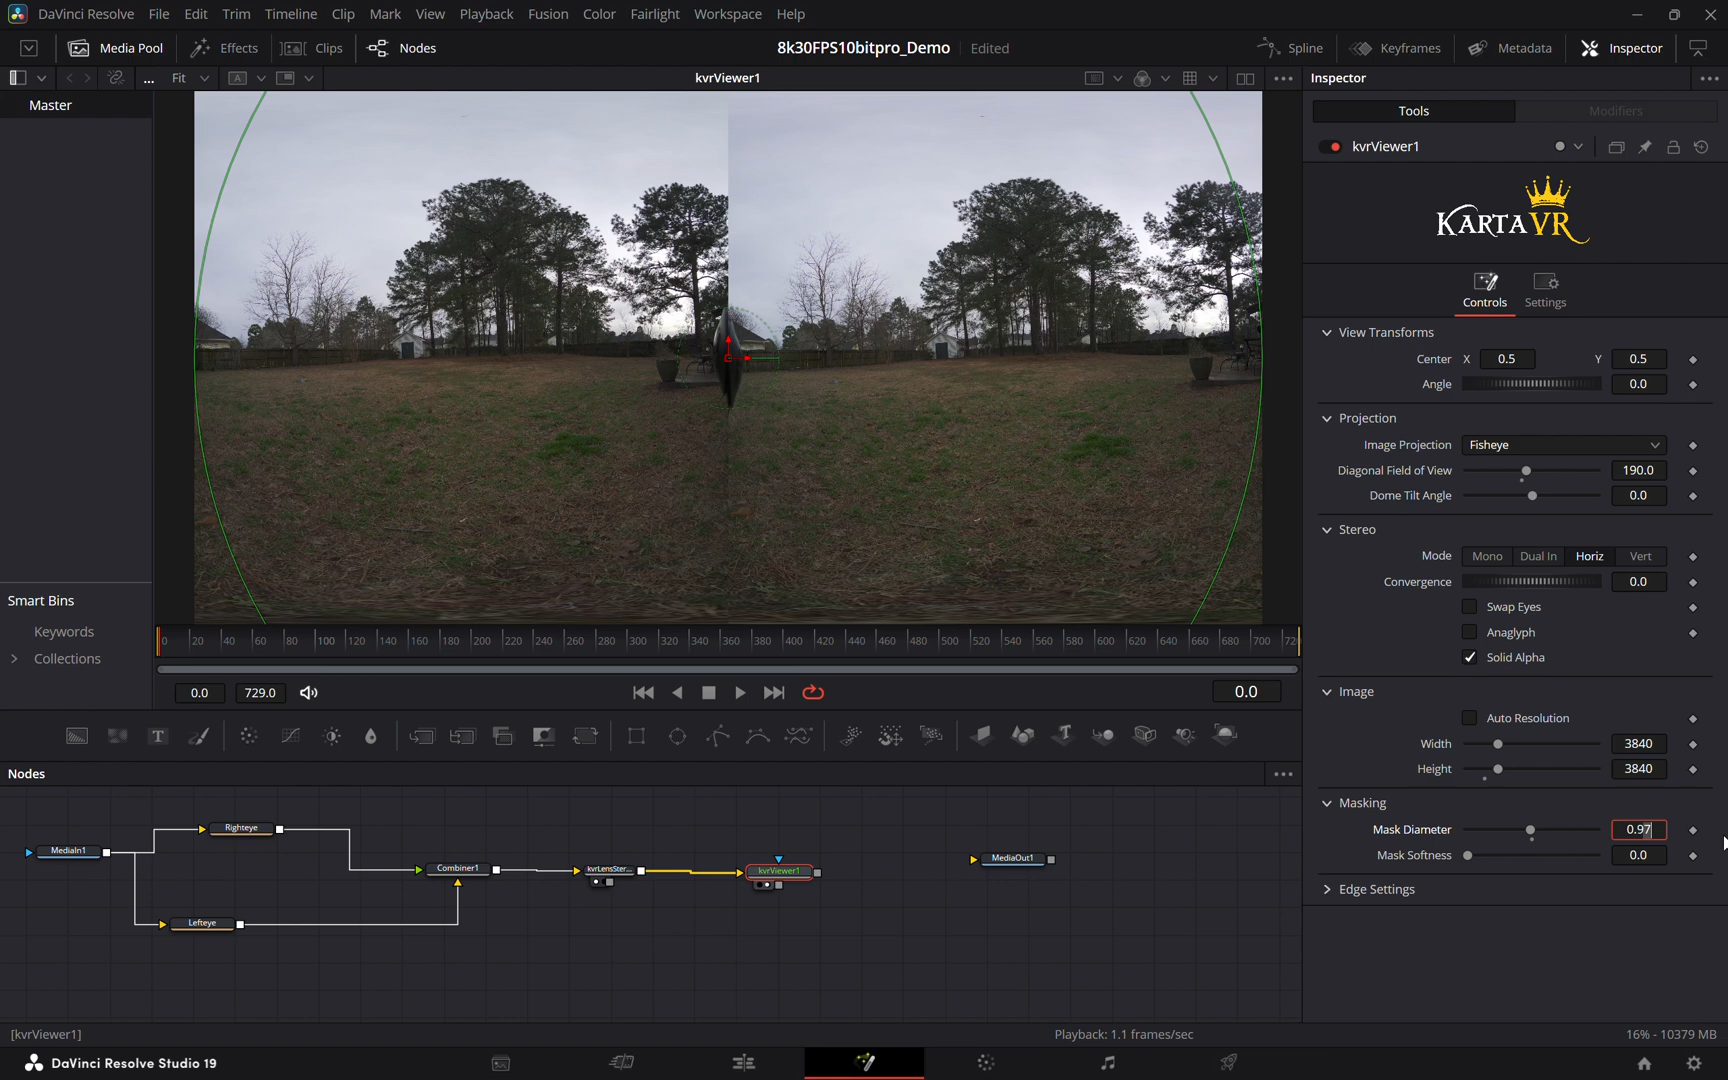 DaVinci Resolve File Edit Trim Timeline Clip Mark View Playback Fusion Color Fairlight Workspace Help
Media Pool Effects Clips Nodes 8k30FPS10bitpro_Demo Edited Spline Keyframes Metadata Inspector
... Fit A kvrViewer1 Inspector
Master
Tools Modifiers
kvrViewer1
KARTAVR
Controls Settings
View Transforms
Center X 0.5 Y 0.5
Angle 0.0
Projection
Image Projection Fisheye
Diagonal Field of View 190.0
Dome Tilt Angle 0.0
Stereo
Mode Mono Dual In Horiz Vert
Convergence 0.0
Swap Eyes
Anaglyph
Solid Alpha
Image
Auto Resolution
Width 3840
Height 3840
Masking
Mask Diameter 0.97
Mask Softness 0.0
Edge Settings
Smart Bins
Keywords
Collections
0 20 40 60 80 100 120 140 160 180 200 220 240 260 280 300 320 340 360 380 400 420 440 460 480 500 520 540 560 580 600 620 640 660 680 700
0.0 729.0 0.0
T T
Nodes
MediaIn1
Righteye
Lefteye
Combiner1
kvrLensSter...
kvrViewer1
MediaOut1
[kvrViewer1] Playback: 1.1 frames/sec 16% - 10379 MB
DaVinci Resolve Studio 19